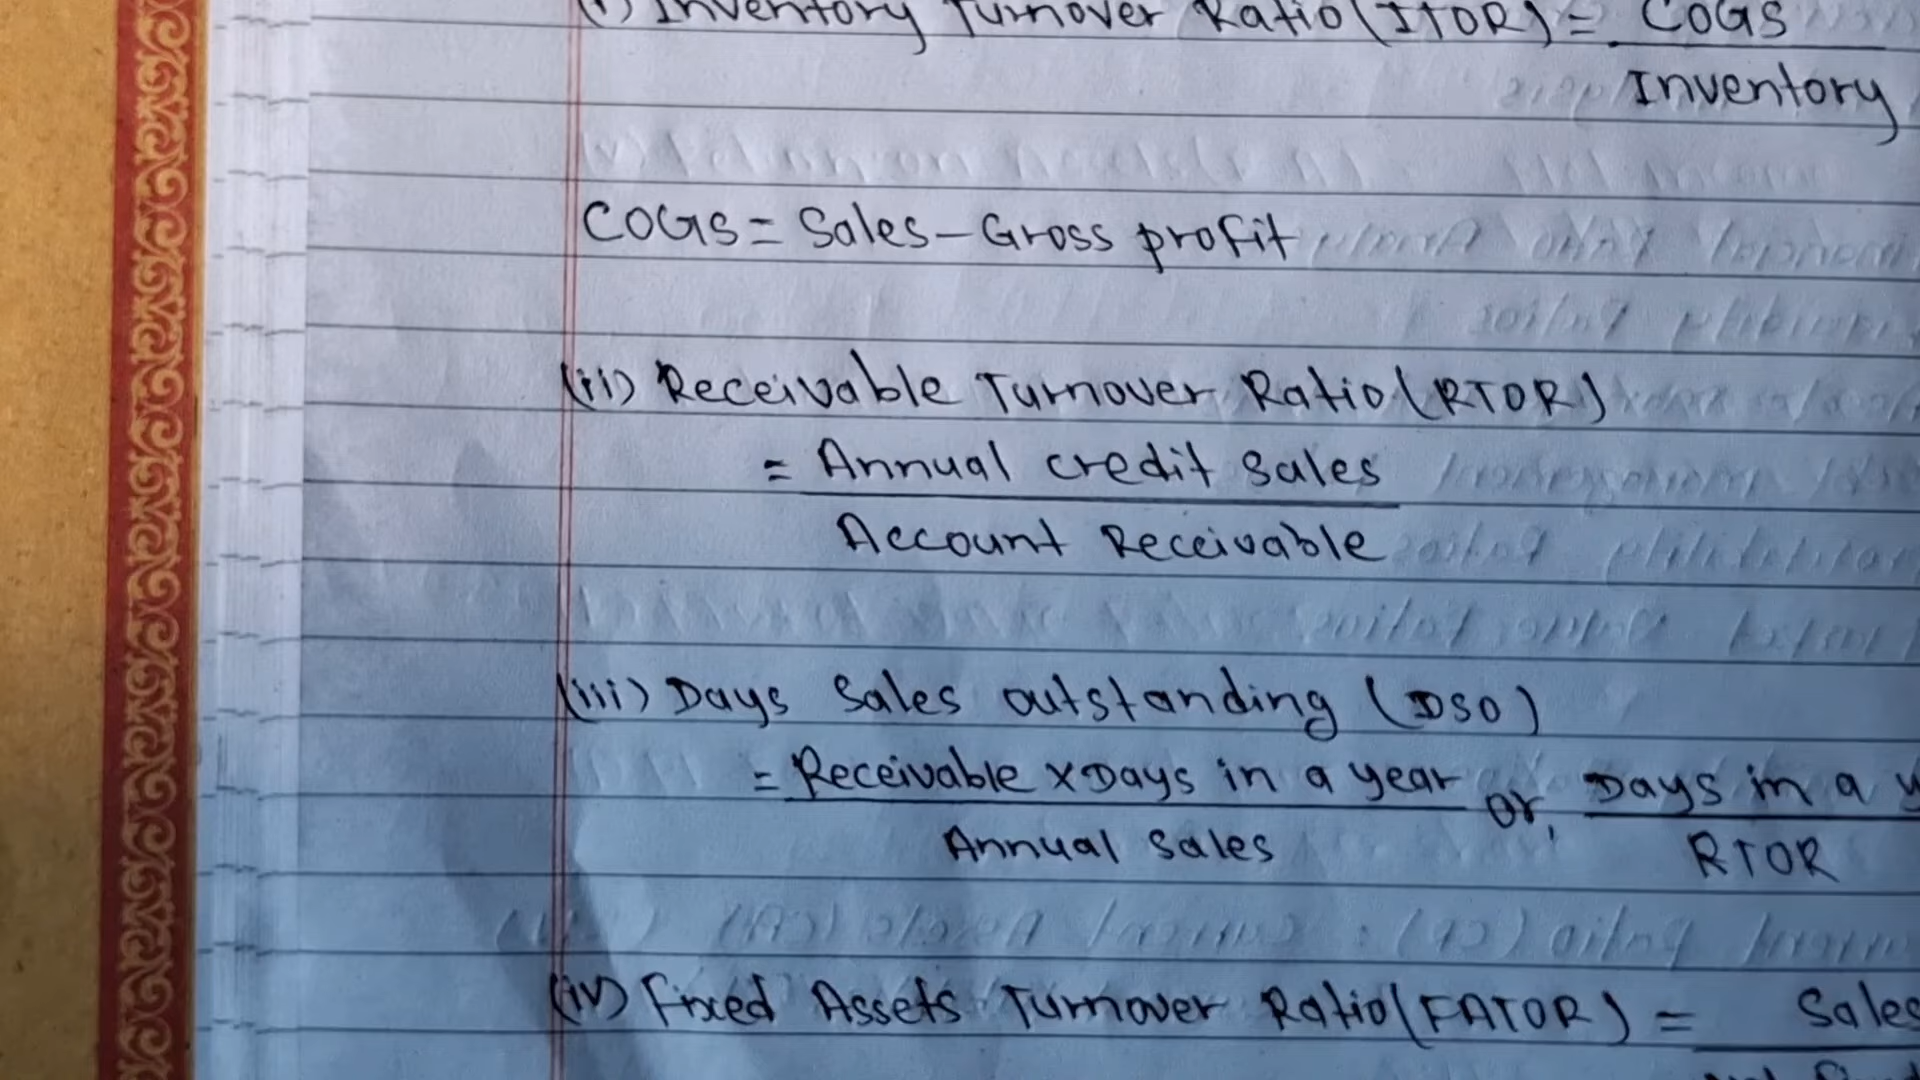 (i) Inventory Turnover Ratio (ITOR) = COGS
Inventory
COGS = Sales - Gross profit
(ii) Receivable Turnover Ratio (RTOR)
= Annual credit sales
Account Receivable
(iii) Days Sales outstanding (DSO)
= Receivable x Days in a year or, Days in a
Annual Sales RTOR
(iv) Fixed Assets Turnover Ratio (FATOR) = Sales